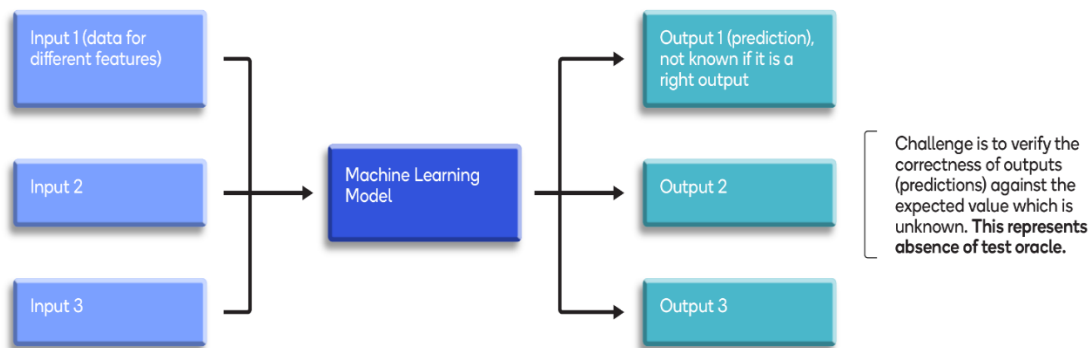 Input 1 (data for
different features)
Output 1 (prediction),
not known if it is a
right output
Input 2
Machine Learning
Model
Output 2
Challenge is to verify the
correctness of outputs
(predictions) against the
expected value which is
unknown. This represents
absence of test oracle.
Input 3
Output 3